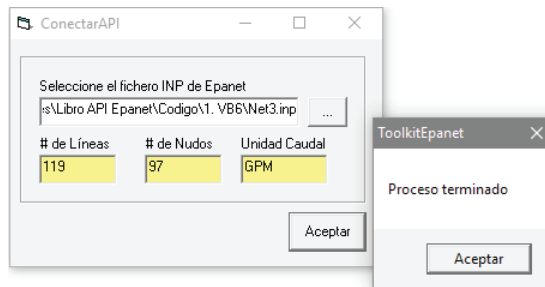 ConectarAPI
Seleccione el fichero INP de Epanet
:s\Libro API Epanet\Codigo\1. VB6\Net3.inp ...
# de Líneas # de Nudos Unidad Caudal
119 97 GPM
Aceptar
ToolkitEpanet
Proceso terminado
Aceptar